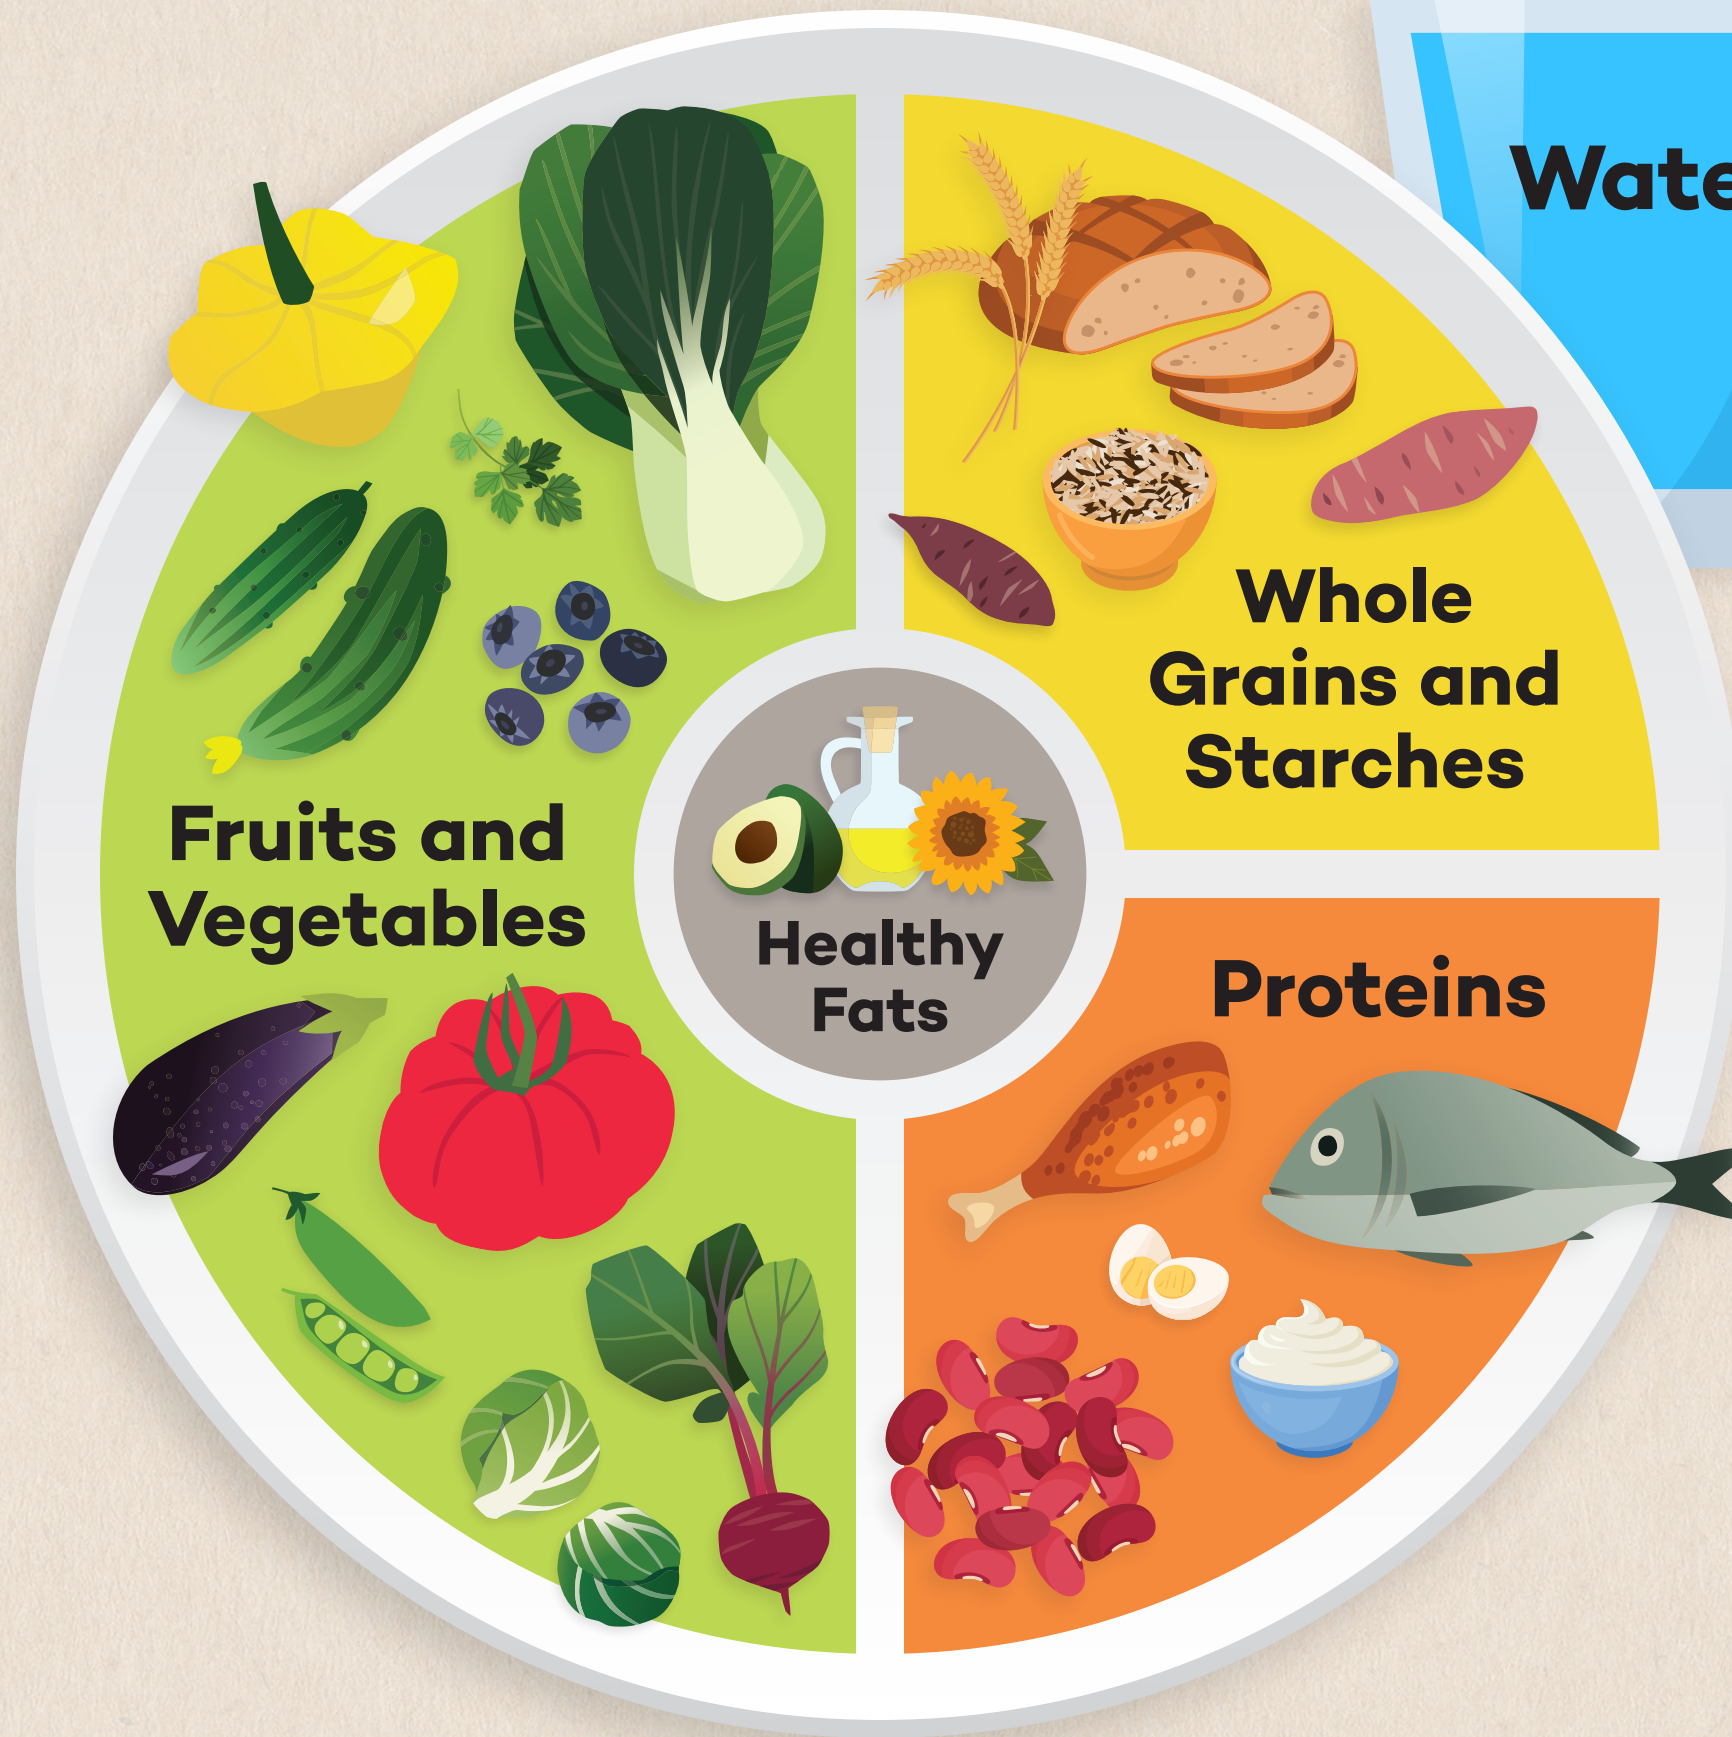 Wate
Whole
Grains and
Starches
Fruits and
Vegetables
Healthy
Fats
Proteins